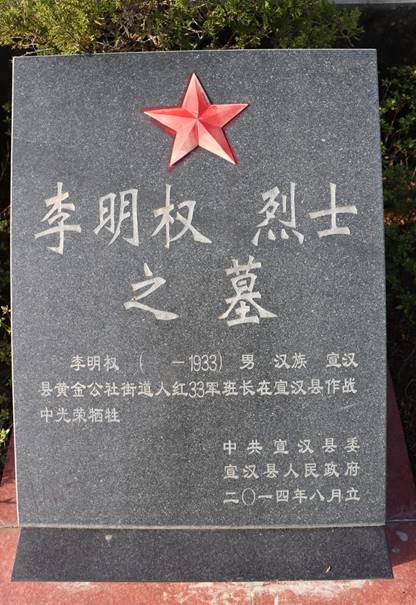 李明权 烈士
之墓
李明权（ —1933）男 汉族 宣汉
县黄金公社街道人红33军班长在宣汉县作战
中光荣牺牲
中共宣汉县委
宣汉县人民政府
二〇一四年八月立